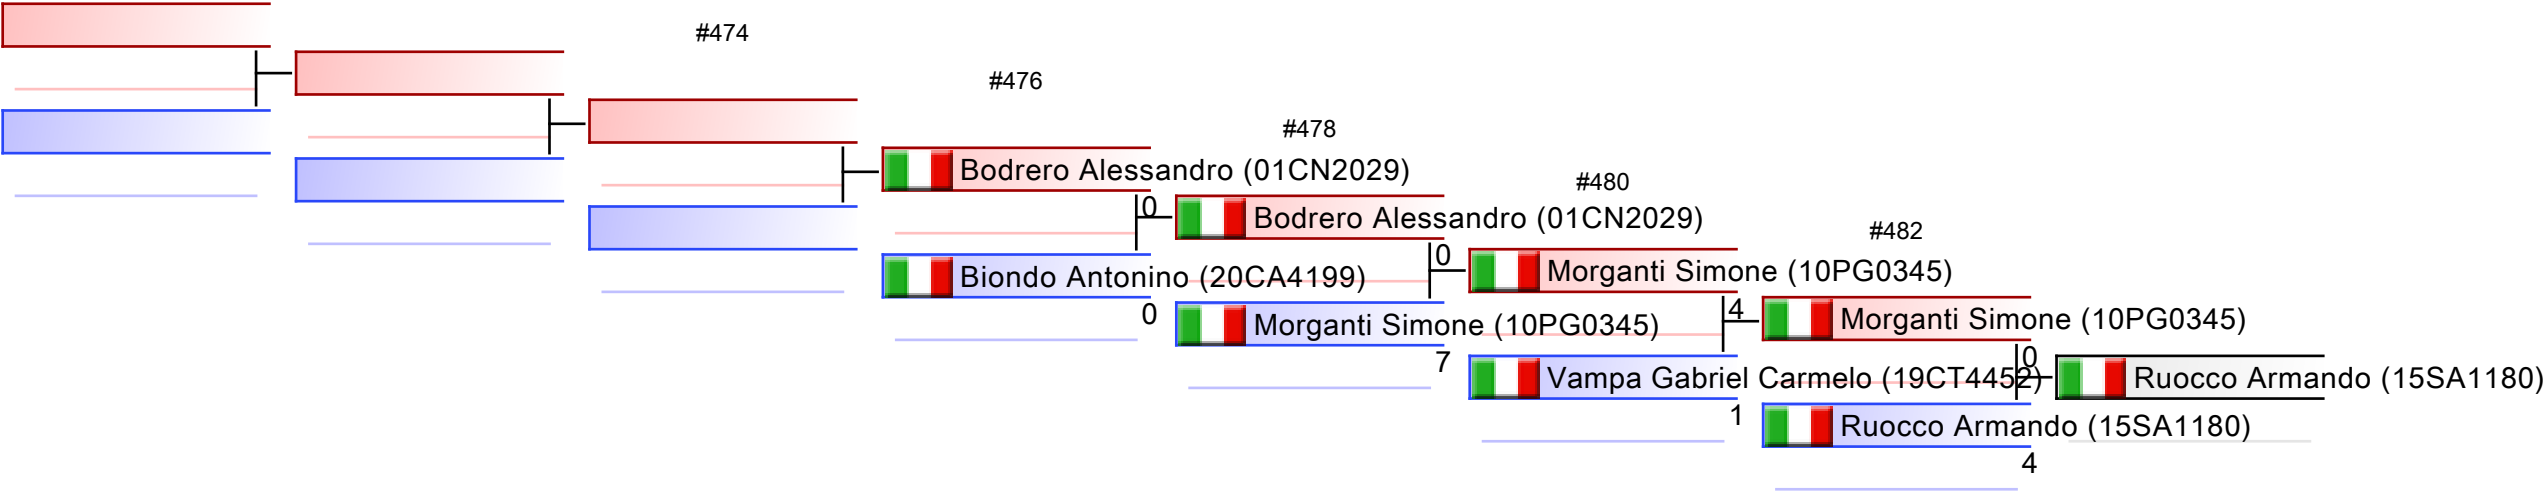 #474
#476
#478
Bodrero Alessandro (01CN2029)
#480
0
Bodrero Alessandro (01CN2029)
#482
0
Biondo Antonino (20CA4199)
Morganti Simone (10PG0345)
0
Morganti Simone (10PG0345)
4
Morganti Simone (10PG0345)
7
0
Vampa Gabriel Carmelo (19CT4452)
Ruocco Armando (15SA1180)
1
Ruocco Armando (15SA1180)
4